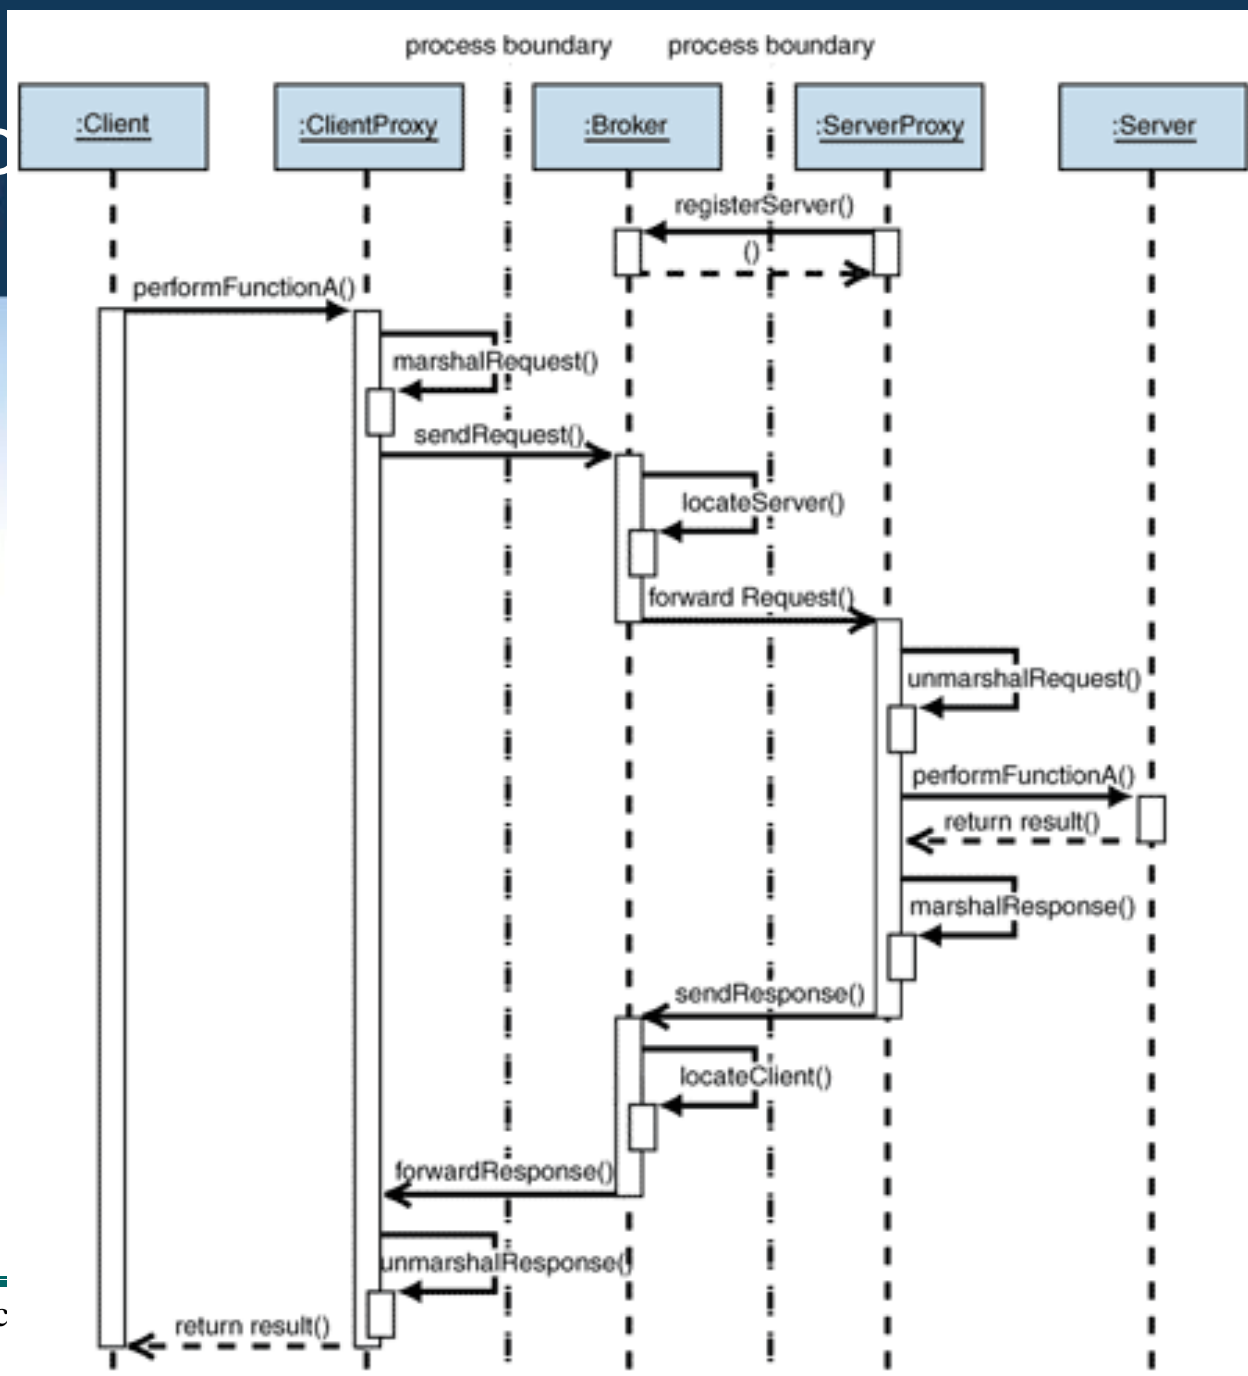 process boundary process boundary
:Client :ClientProxy :Broker :ServerProxy :Server
registerServer()
()
performFunctionA()
marshalRequest()
sendRequest()
locateServer()
forward Request()
unmarshalRequest()
performFunctionA()
return result()
marshalResponse()
sendResponse()
locateClient()
forwardResponse()
unmarshalResponse()
return result()